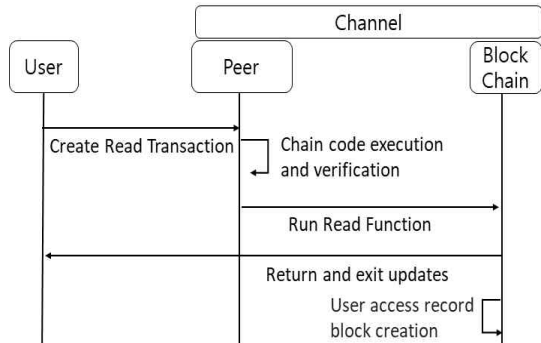 Channel
User
Peer
Block
Chain
Create Read Transaction
Chain code execution
and verification
Run Read Function
Return and exit updates
User access record
block creation